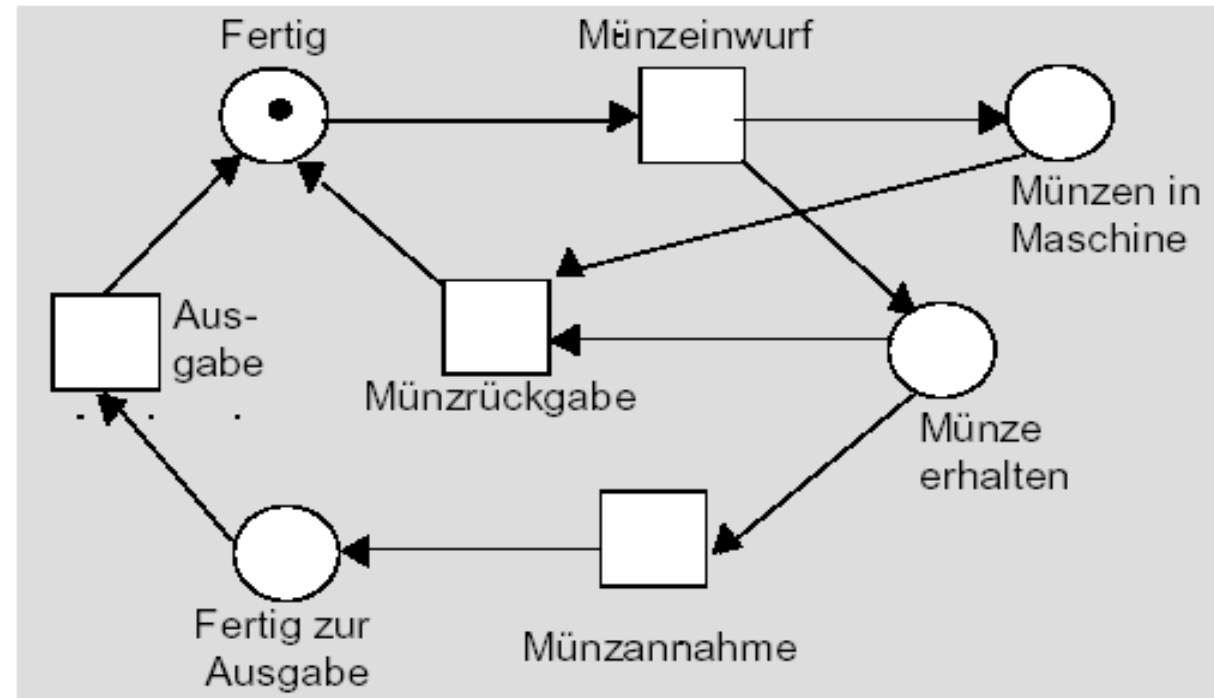 Fertig
Münzeinwurf
Münzen in
Maschine
Aus-
gabe
Münzrückgabe
Münze
erhalten
Fertig zur
Ausgabe
Münzannahme